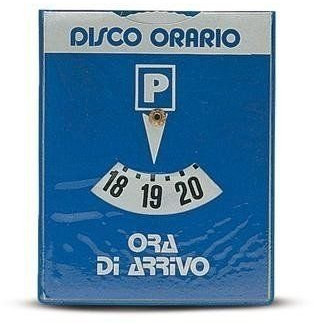 DISCO ORARIO
P
18 19 20
ORA
DI ARRIVO